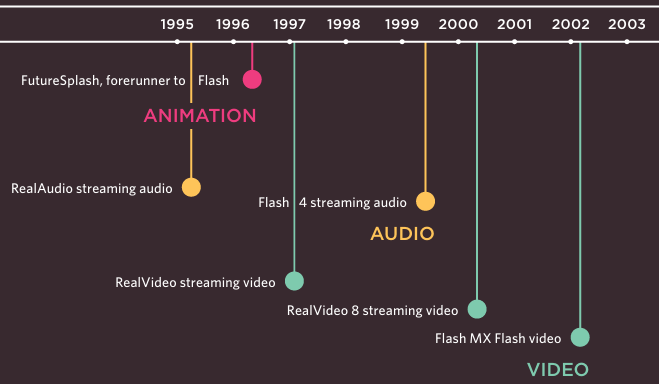 1995 1996 1997 1998 1999 2000 2001 2002 2003
FutureSplash, forerunner to Flash
ANIMATION
RealAudio streaming audio
Flash 4 streaming audio
AUDIO
RealVideo streaming video
RealVideo 8 streaming video
Flash MX Flash video
VIDEO